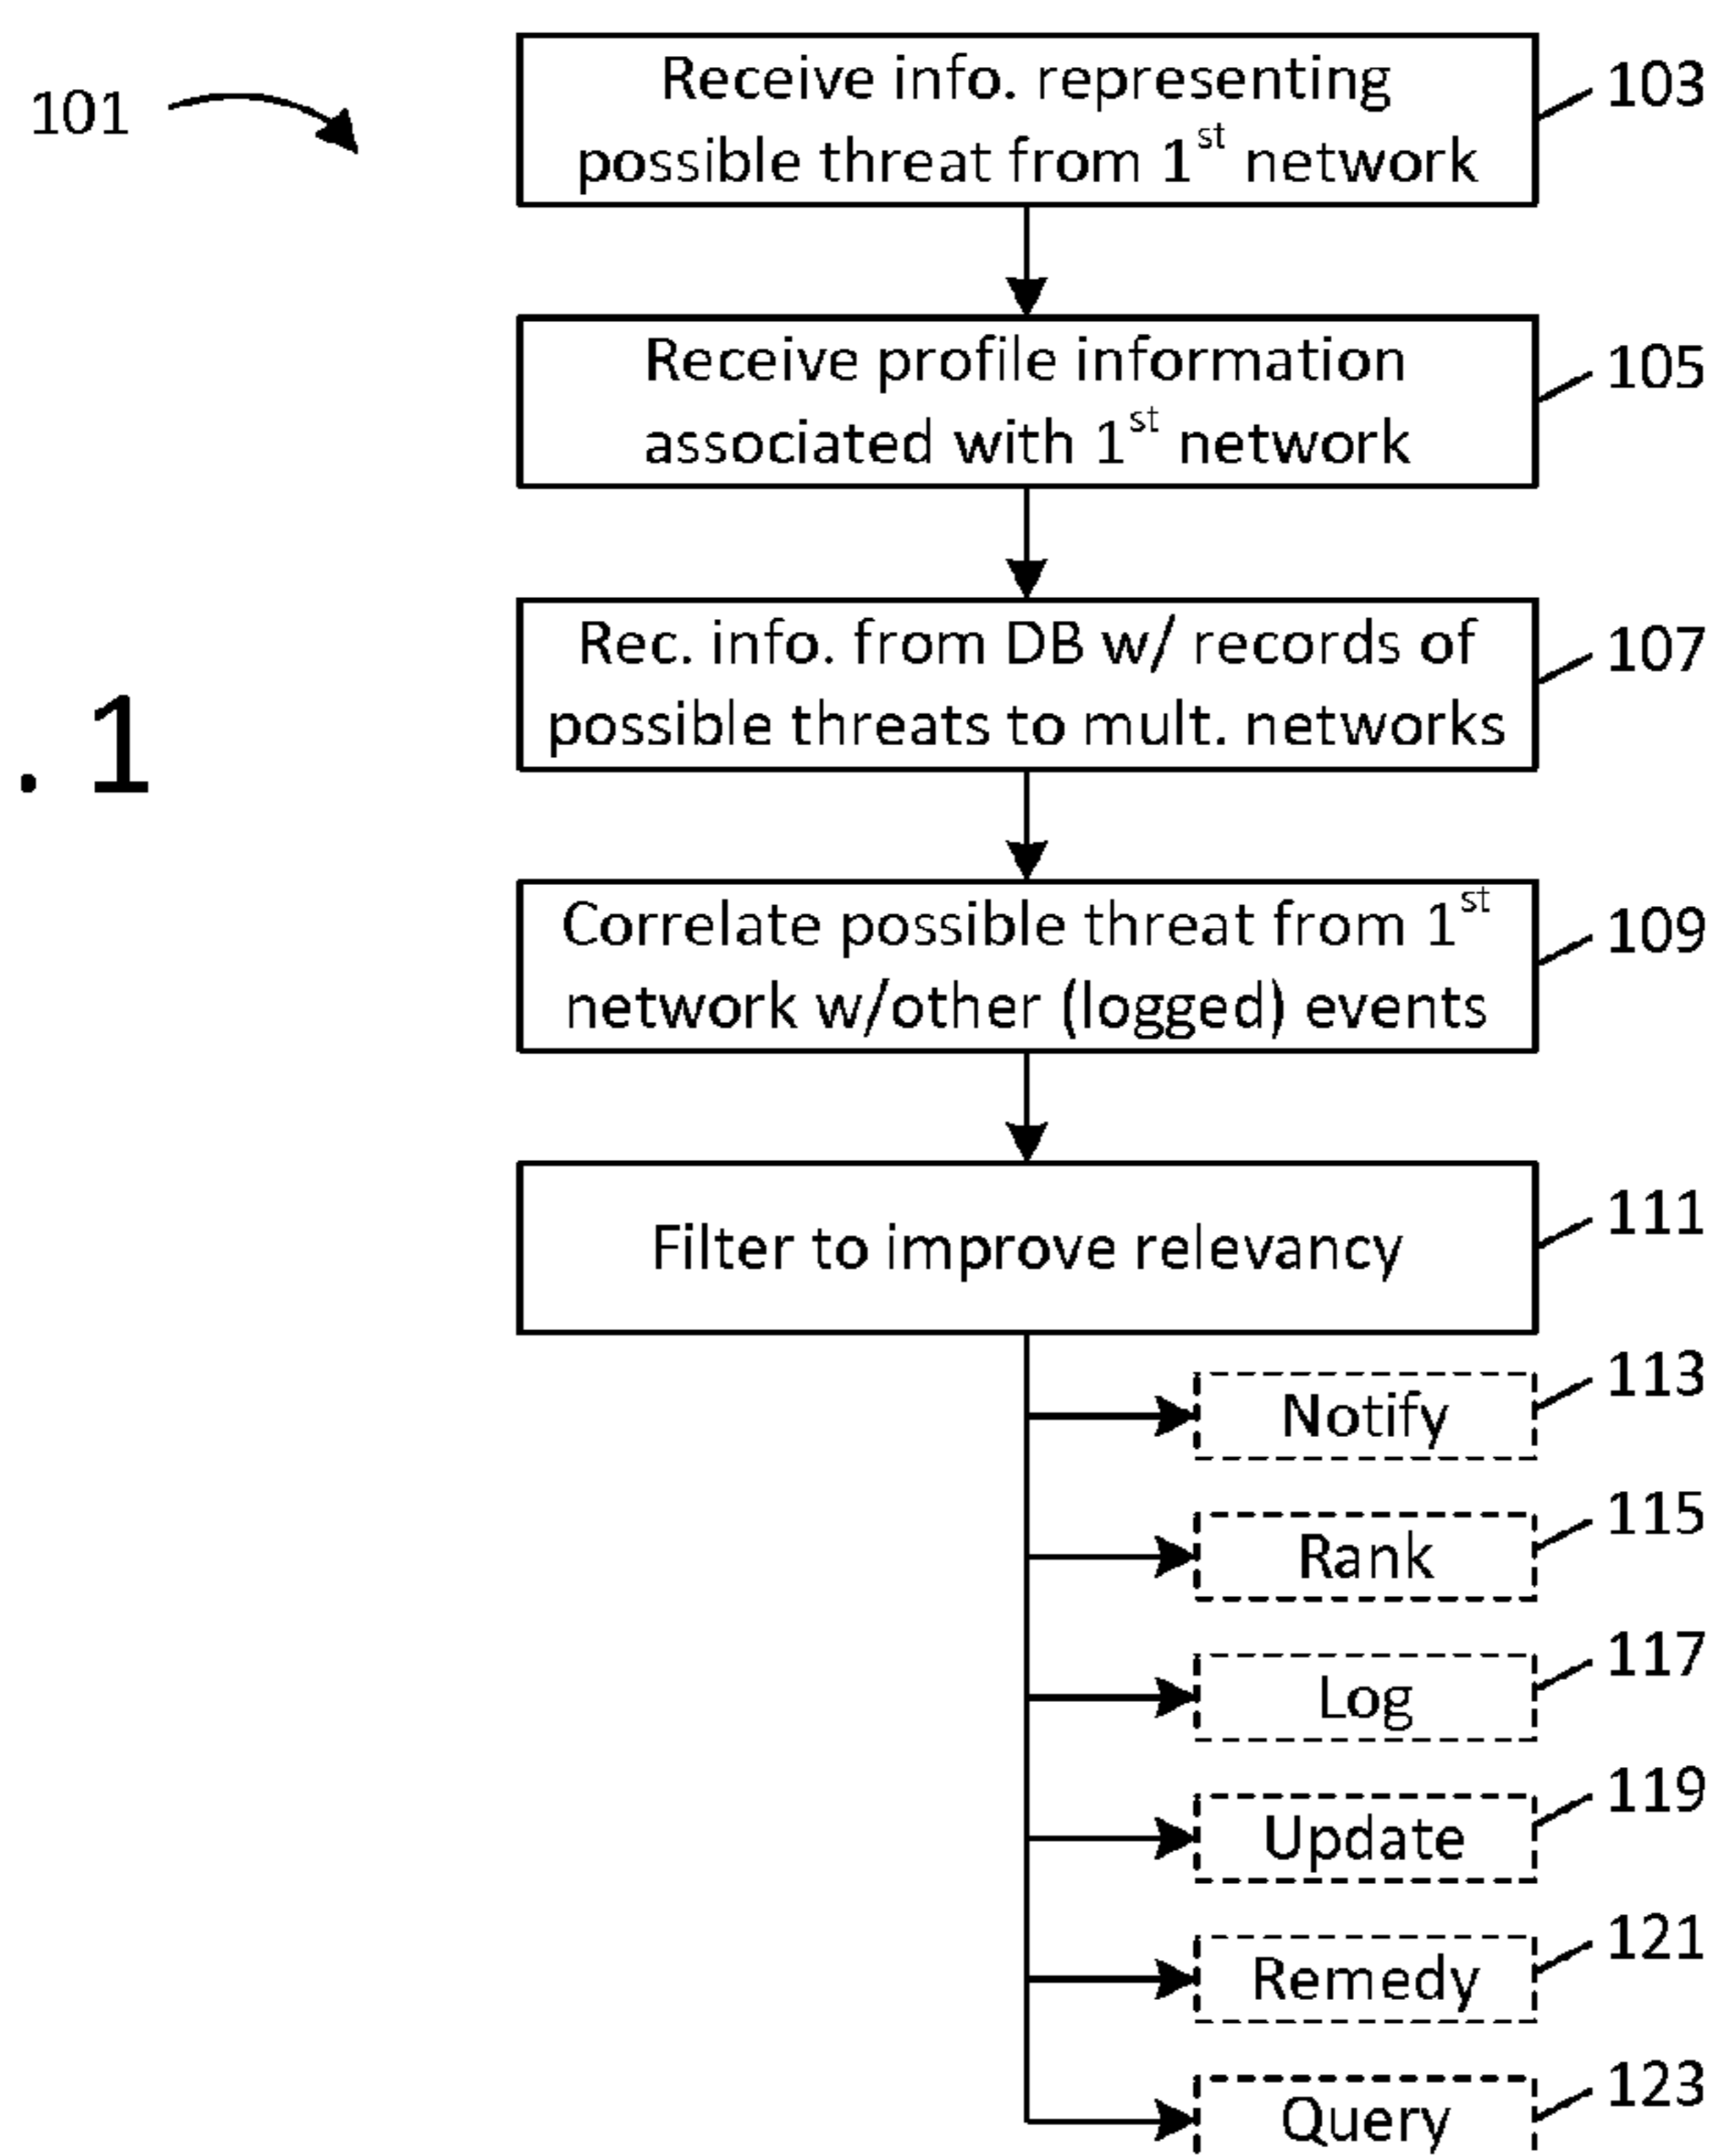 101
Receive info. representing
possible threat from 1st network
103
Receive profile information
associated with 1st network
105
Rec. info. from DB w/ records of
possible threats to mult. networks
107
. 1
Correlate possible threat from 1st
network w/other (logged) events
109
Filter to improve relevancy
111
Notify
113
Rank
115
Log
117
Update
119
Remedy
121
Query
123